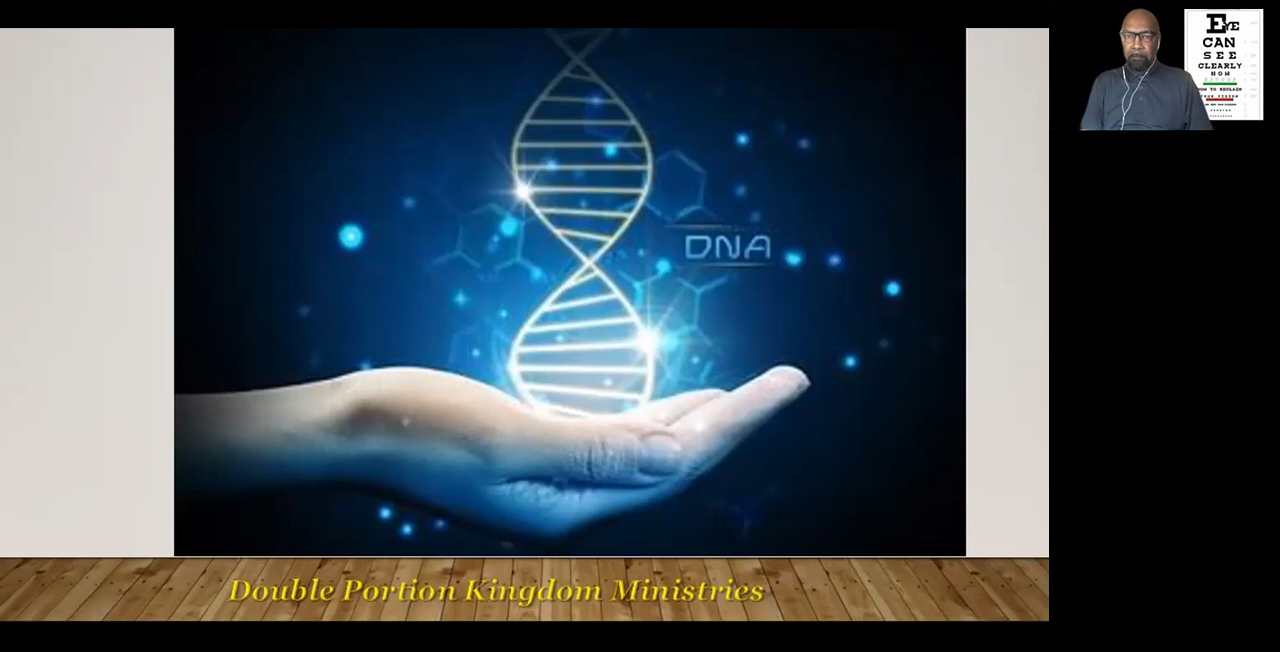 DNA
Double Portion Kingdom Ministries
EYE
CAN
SEE
CLEARLY
NOW